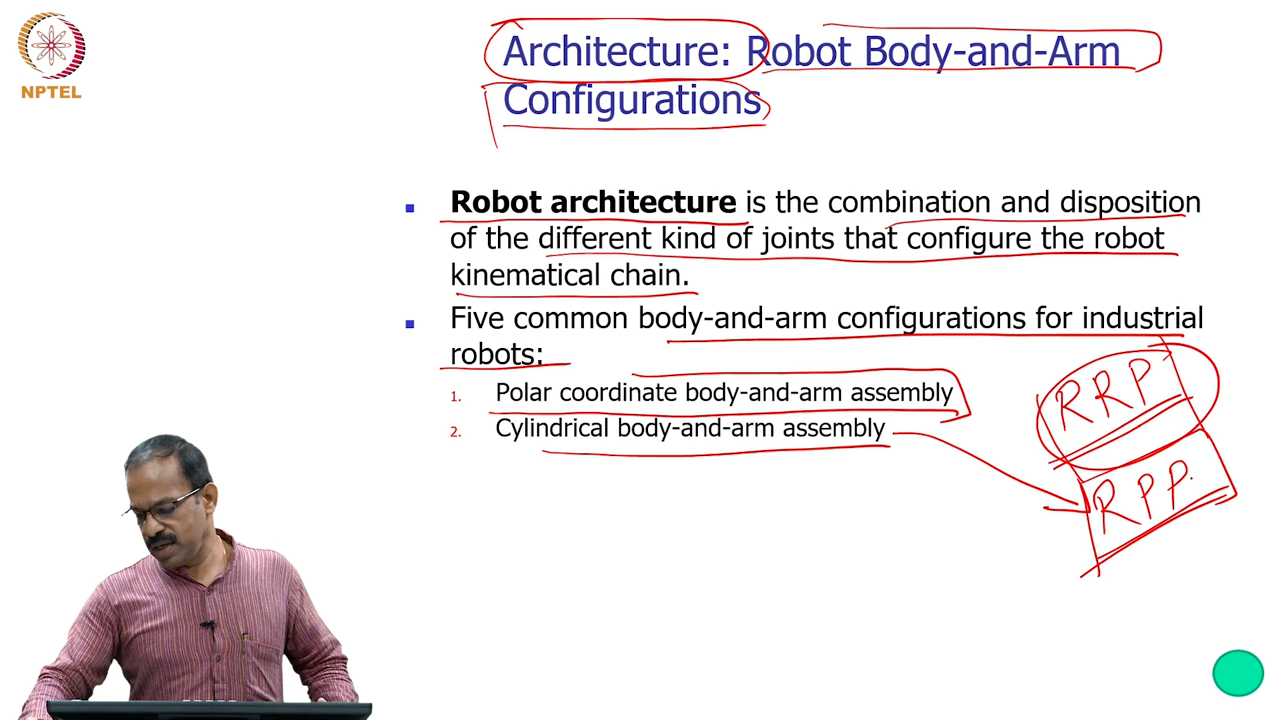 NPTEL
Architecture: Robot Body-and-Arm
Configurations
Robot architecture is the combination and disposition
of the different kind of joints that configure the robot
kinematical chain.
Five common body-and-arm configurations for industrial
robots:
1. Polar coordinate body-and-arm assembly
2. Cylindrical body-and-arm assembly
RRP
RPP